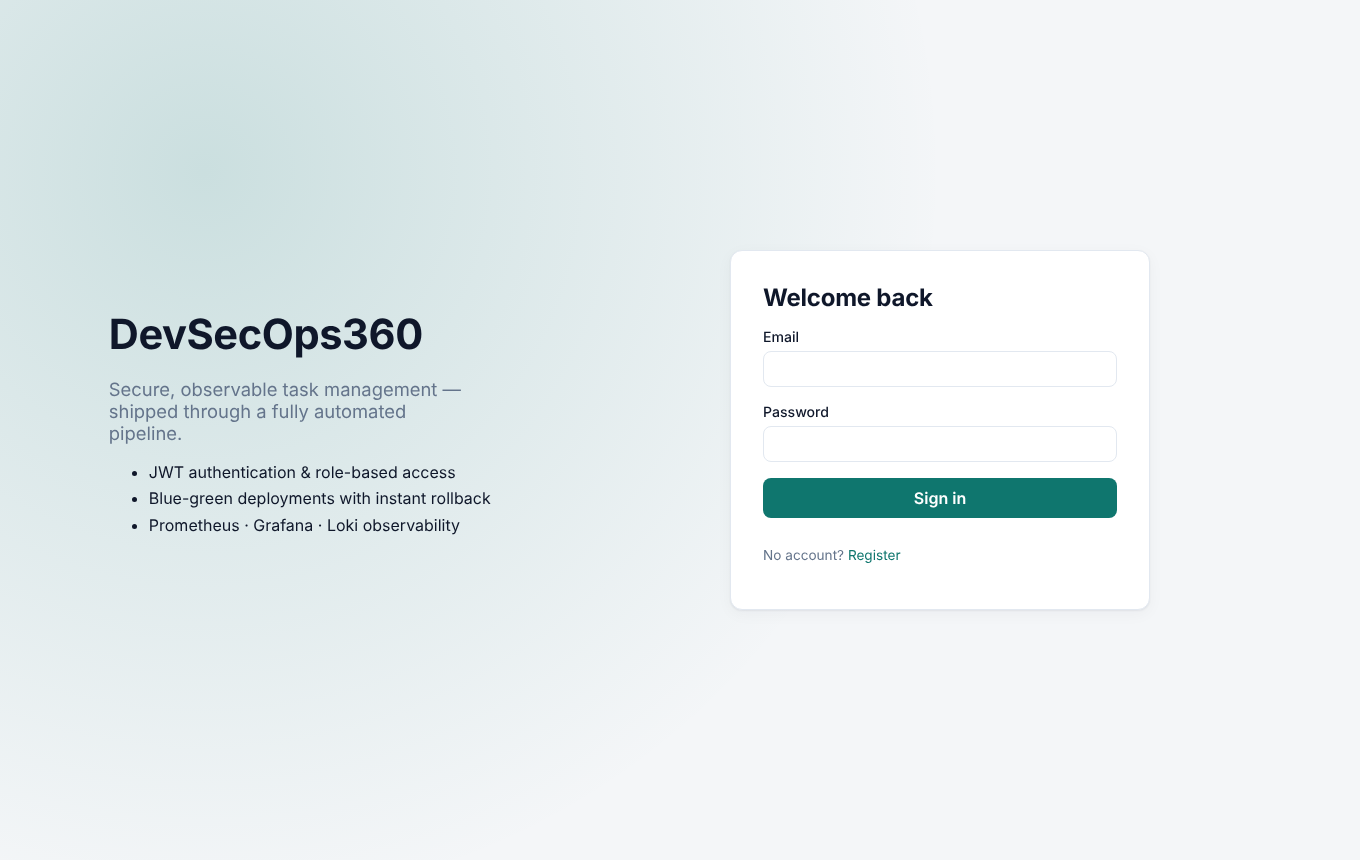 DevSecOps360
Secure, observable task management —
shipped through a fully automated
pipeline.
• JWT authentication & role-based access
• Blue-green deployments with instant rollback
• Prometheus · Grafana · Loki observability
Welcome back
Email
Password
Sign in
No account? Register